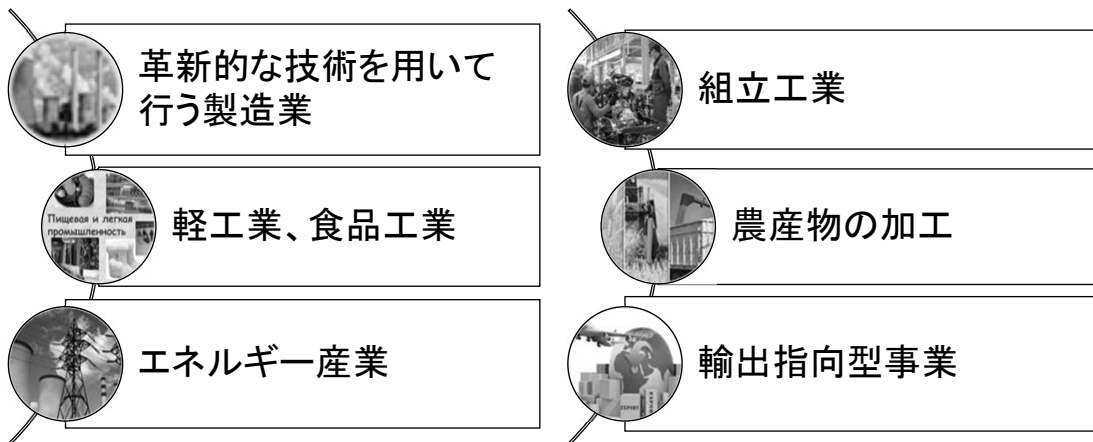 革新的な技術を用いて
行う製造業
軽工業、食品工業
Пищевая и легкая
промышленность
エネルギー産業
組立工業
農産物の加工
輸出指向型事業
EXPORT